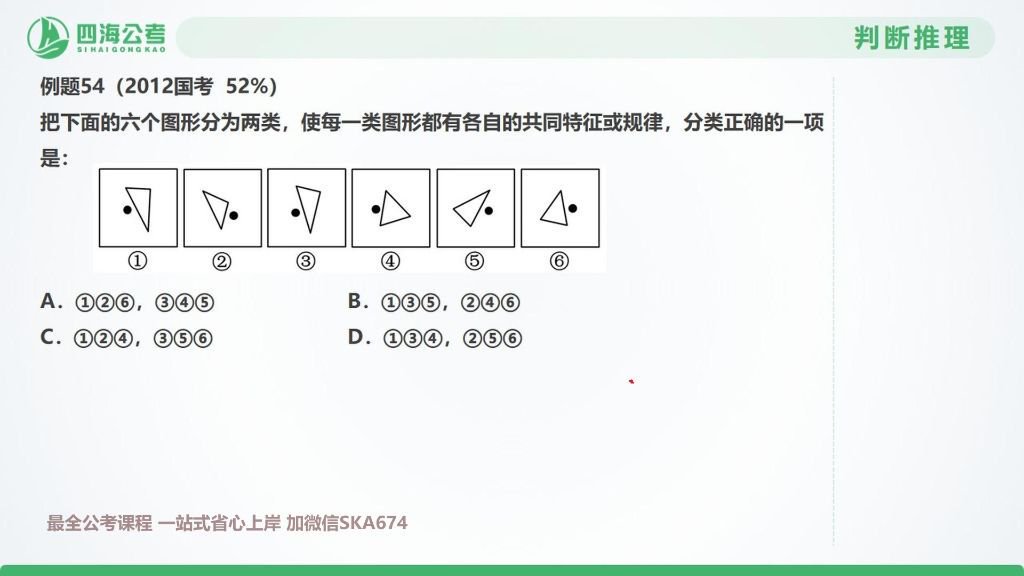 四海公考
SIHAIGONGKAO
判断推理
例题54（2012国考 52%）
把下面的六个图形分为两类，使每一类图形都有各自的共同特征或规律，分类正确的一项
是：
① ② ③ ④ ⑤ ⑥
A. ①②⑥，③④⑤ B. ①③⑤，②④⑥
C. ①②④，③⑤⑥ D. ①③④，②⑤⑥
最全公考课程 一站式省心上岸 加微信SKA674